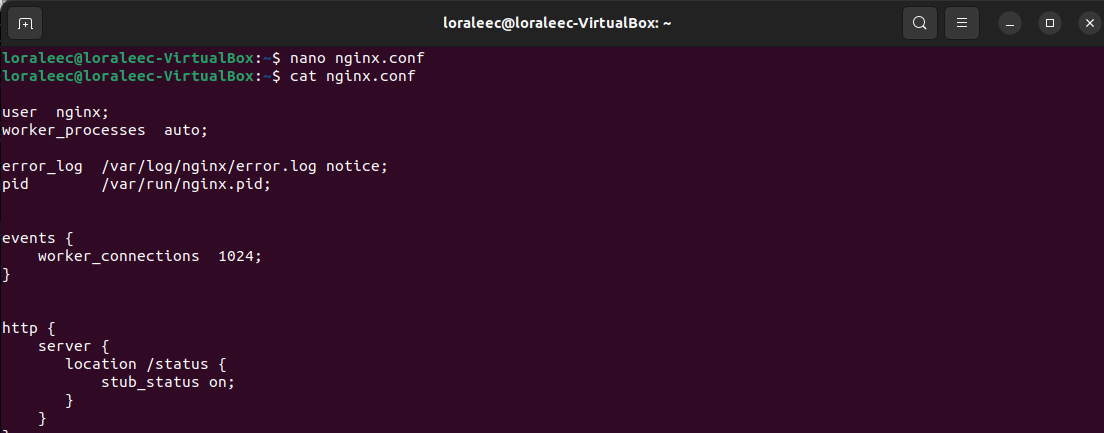 loraleec@loraleec-VirtualBox: ~
loraleec@loraleec-VirtualBox:~$ nano nginx.conf
loraleec@loraleec-VirtualBox:~$ cat nginx.conf

user  nginx;
worker_processes  auto;

error_log  /var/log/nginx/error.log notice;
pid        /var/run/nginx.pid;


events {
    worker_connections  1024;
}


http {
    server {
       location /status {
           stub_status on;
       }
    }
}